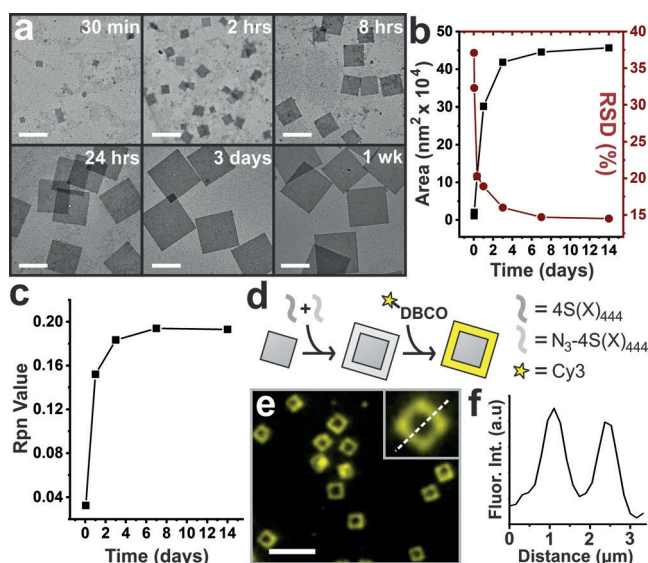 a
30 min
2 hrs
8 hrs
24 hrs
3 days
1 wk
b
50
40
30
20
10
0
Area (nm² x 10⁴)
40
35
30
25
20
15
RSD (%)
0 2 4 6 8 10 12 14
Time (days)
c
0.20
0.16
0.12
0.08
0.04
Rpn Value
0 2 4 6 8 10 12 14
Time (days)
d
+
DBCO
= 4S(X)₄₄₄
= N₃-4S(X)₄₄₄
= Cy3
e
f
Fluor. Int. (a.u)
0 1 2 3
Distance (µm)